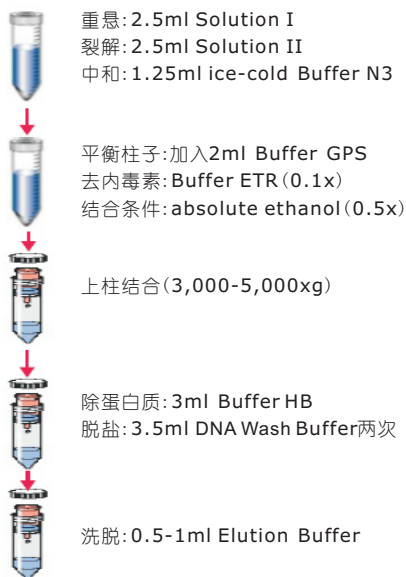 重悬:2.5ml Solution I
裂解:2.5ml Solution II
中和:1.25ml ice-cold Buffer N3
平衡柱子:加入2ml Buffer GPS
去内毒素:Buffer ETR(0.1x)
结合条件:absolute ethanol(0.5x)
上柱结合(3,000-5,000xg)
除蛋白质:3ml Buffer HB
脱盐:3.5ml DNA Wash Buffer两次
洗脱:0.5-1ml Elution Buffer